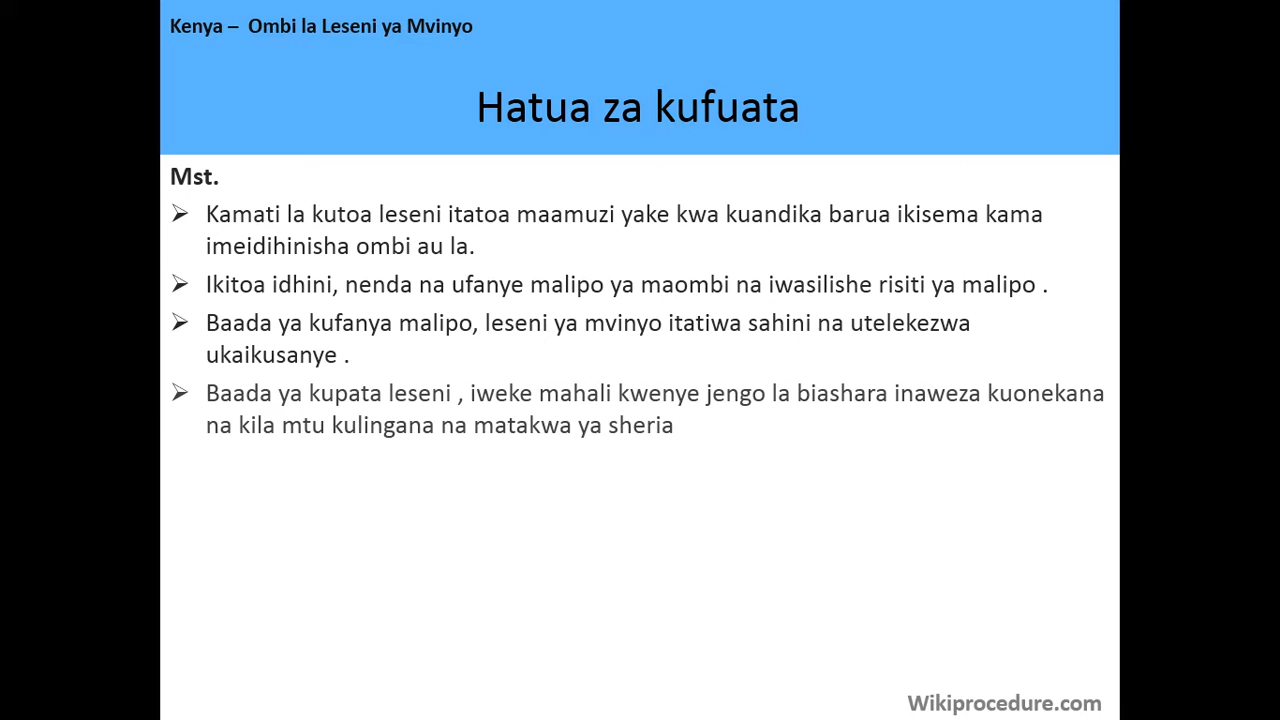 Kenya – Ombi la Leseni ya Mvinyo
Hatua za kufuata
Mst.
➢ Kamati la kutoa leseni itatoa maamuzi yake kwa kuandika barua ikisema kama
imeidihinisha ombi au la.
➢ Ikitoa idhini, nenda na ufanye malipo ya maombi na iwasilishe risiti ya malipo .
➢ Baada ya kufanya malipo, leseni ya mvinyo itatiwa sahini na utelekezwa
ukaikusanye .
➢ Baada ya kupata leseni , iweke mahali kwenye jengo la biashara inaweza kuonekana
na kila mtu kulingana na matakwa ya sheria
Wikiprocedure.com